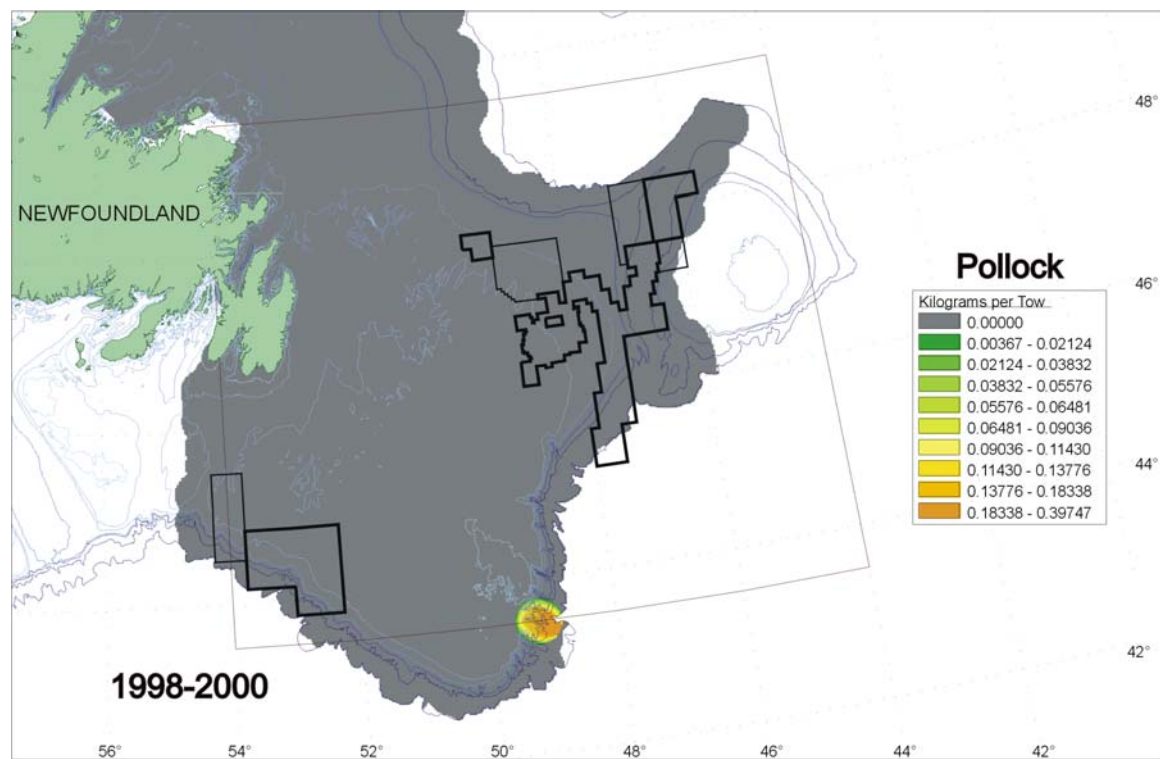 48°
NEWFOUNDLAND
Pollock
46°
Kilograms per Tow
0.00000
0.00367 - 0.02124
0.02124 - 0.03832
0.03832 - 0.05576
0.05576 - 0.06481
0.06481 - 0.09036
0.09036 - 0.11430
0.11430 - 0.13776
0.13776 - 0.18338
0.18338 - 0.39747
44°
42°
1998-2000
56° 54° 52° 50° 48° 46° 44° 42°